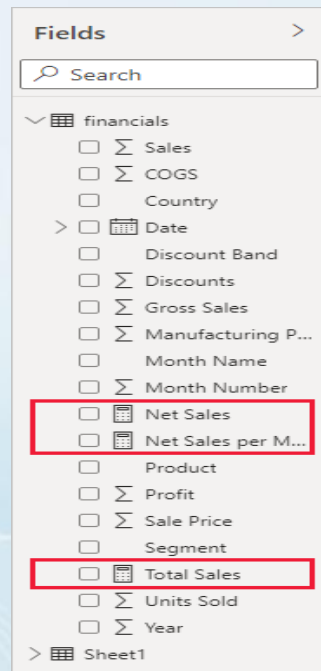 Fields
Search
financials
Sales
COGS
Country
Date
Discount Band
Discounts
Gross Sales
Manufacturing P...
Month Name
Month Number
Net Sales
Net Sales per M...
Product
Profit
Sale Price
Segment
Total Sales
Units Sold
Year
Sheet1